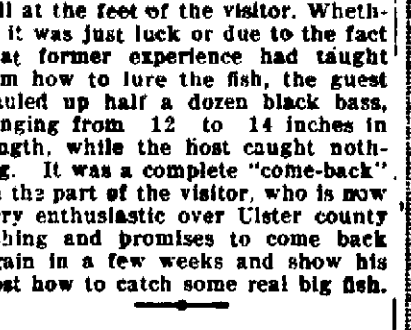 ll at the feet of the visitor. Wheth-
it was just luck or due to the fact
at former experience had taught
m how to lure the fish, the guest
auled up half a dozen black bass,
nging from 12 to 14 inches in
ngth, while the host caught noth-
g. It was a complete "come-back"
the part of the visitor, who is now
ry enthusiastic over Ulster county
hing and promises to come back
gain in a few weeks and show his
ost how to catch some real big fish.